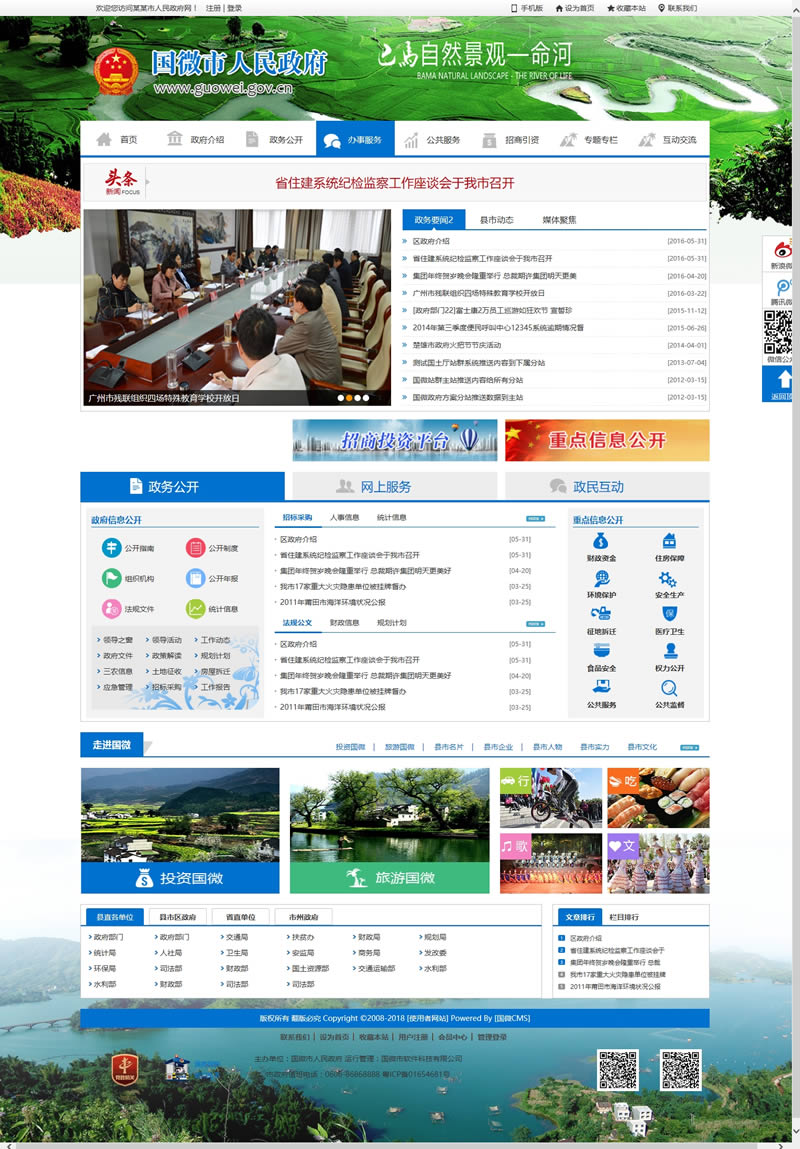 欢迎您访问某某市人民政府网！ 注册 | 登录
手机版 设为首页 收藏本站 联系我们
国微市人民政府
www.guowei.gov.cn
巴马自然景观一命河
BAMA NATURAL LANDSCAPE - THE RIVER OF LIFE
首页 政府介绍 政务公开 办事服务 公共服务 招商引资 专题专栏 互动交流
头条
新闻FOCUS
省住建系统纪检监察工作座谈会于我市召开
政务要闻2 县市动态 媒体聚焦
区政府介绍 [2016-05-31]
省住建系统纪检监察工作座谈会于我市召开 [2016-05-31]
集团年终贺岁晚会隆重举行 总裁期许集团明天更美 [2016-04-20]
广州市残联组织四场特殊教育学校开放日 [2016-03-22]
[政府部门22]富士康2万员工巡游如狂欢节 宣誓珍 [2015-11-12]
2014年第三季度便民呼叫中心12345系统逾期情况督 [2015-06-26]
楚雄市政府火把节节庆活动 [2014-04-01]
测试国土厅站群系统推送内容到下属分站 [2013-07-04]
国微站群主站推送内容给所有分站 [2012-03-15]
国微政府方案分站推送数据到主站 [2012-03-15]
广州市残联组织四场特殊教育学校开放日
新浪微
腾讯微
微信公
返回顶
招商投资平台
重点信息公开
政务公开 网上服务 政民互动
政府信息公开
公开指南 公开制度
组织机构 公开年报
法规文件 统计信息
领导之窗 领导活动 工作动态
政府文件 政策解读 规划计划
三农信息 土地征收 房屋拆迁
应急管理 招标采购 工作报告
招标采购 人事信息 统计信息
区政府介绍 [05-31]
省住建系统纪检监察工作座谈会于我市召开 [05-31]
集团年终贺岁晚会隆重举行 总裁期许集团明天更美好 [04-20]
我市17家重大火灾隐患单位被挂牌督办 [03-25]
2011年莆田市海洋环境状况公报 [03-25]
法规公文 财政信息 规划计划
区政府介绍 [05-31]
省住建系统纪检监察工作座谈会于我市召开 [05-31]
集团年终贺岁晚会隆重举行 总裁期许集团明天更美好 [04-20]
我市17家重大火灾隐患单位被挂牌督办 [03-25]
2011年莆田市海洋环境状况公报 [03-25]
重点信息公开
财政资金 住房保障
环境保护 安全生产
征地拆迁 医疗卫生
食品安全 权力公开
公共服务 公共监督
走进国微
投资国微 | 旅游国微 | 县市名片 | 县市企业 | 县市人物 县市实力 县市文化
投资国微
旅游国微
行
吃
歌
文
县直各单位 县市区政府 省直单位 市州政府
政府部门 政府部门 交通局 扶贫办 财政局 规划局
统计局 人社局 卫生局 安监局 商务局 发改委
环保局 司法部 财政部 国土资源部 交通运输部 水利部
水利部 财政部 司法部 司法部
文章排行 栏目排行
1 区政府介绍
2 省住建系统纪检监察工作座谈会于
3 集团年终贺岁晚会隆重举行 总裁
4 我市17家重大火灾隐患单位被挂牌
5 2011年莆田市海洋环境状况公报
版权所有 翻版必究 Copyright ©2008-2018 [使用者网站] Powered By [国微CMS]
联系我们 | 设为首页 | 收藏本站 | 用户注册 | 会员中心 | 管理登录
主办单位：国微市人民政府 运行管理：国微市软件科技有限公司
市政府值班电话：0808-86868888 粤ICP备01654681号